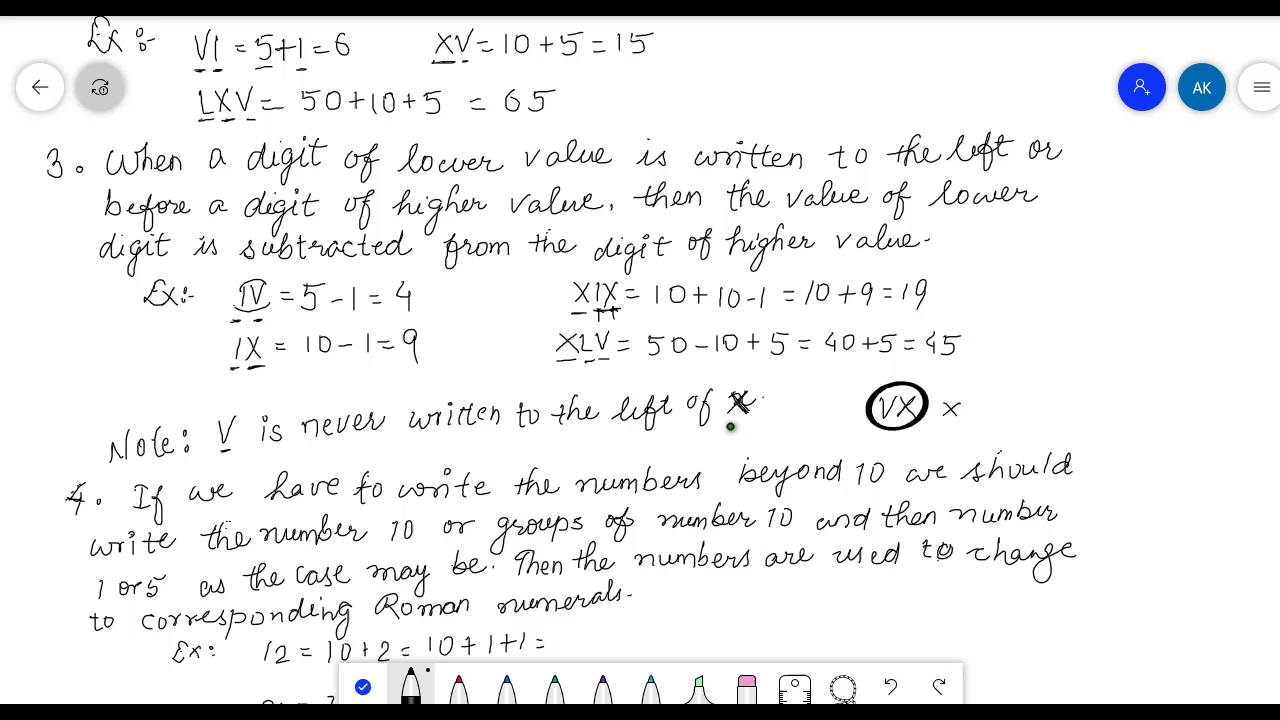 Ex :- VI = 5+1 = 6 XV = 10+5 = 15
LXV = 50+10+5 = 65
AK
3. When a digit of lower value is written to the left or
before a digit of higher value, then the value of lower
digit is subtracted from the digit of higher value.
Ex:- IV = 5-1 = 4 XIX = 10+10-1 = 10+9 = 19
IX = 10-1 = 9 XLV = 50-10+5 = 40+5 = 45
Note: V is never written to the left of X. VX x
4. If we have to write the numbers beyond 10 we should
write the number 10 or groups of number 10 and then number
1 or 5 as the case may be. Then the numbers are used to change
to corresponding Roman numerals.
Ex: 12 = 10+2 = 10+1+1 =